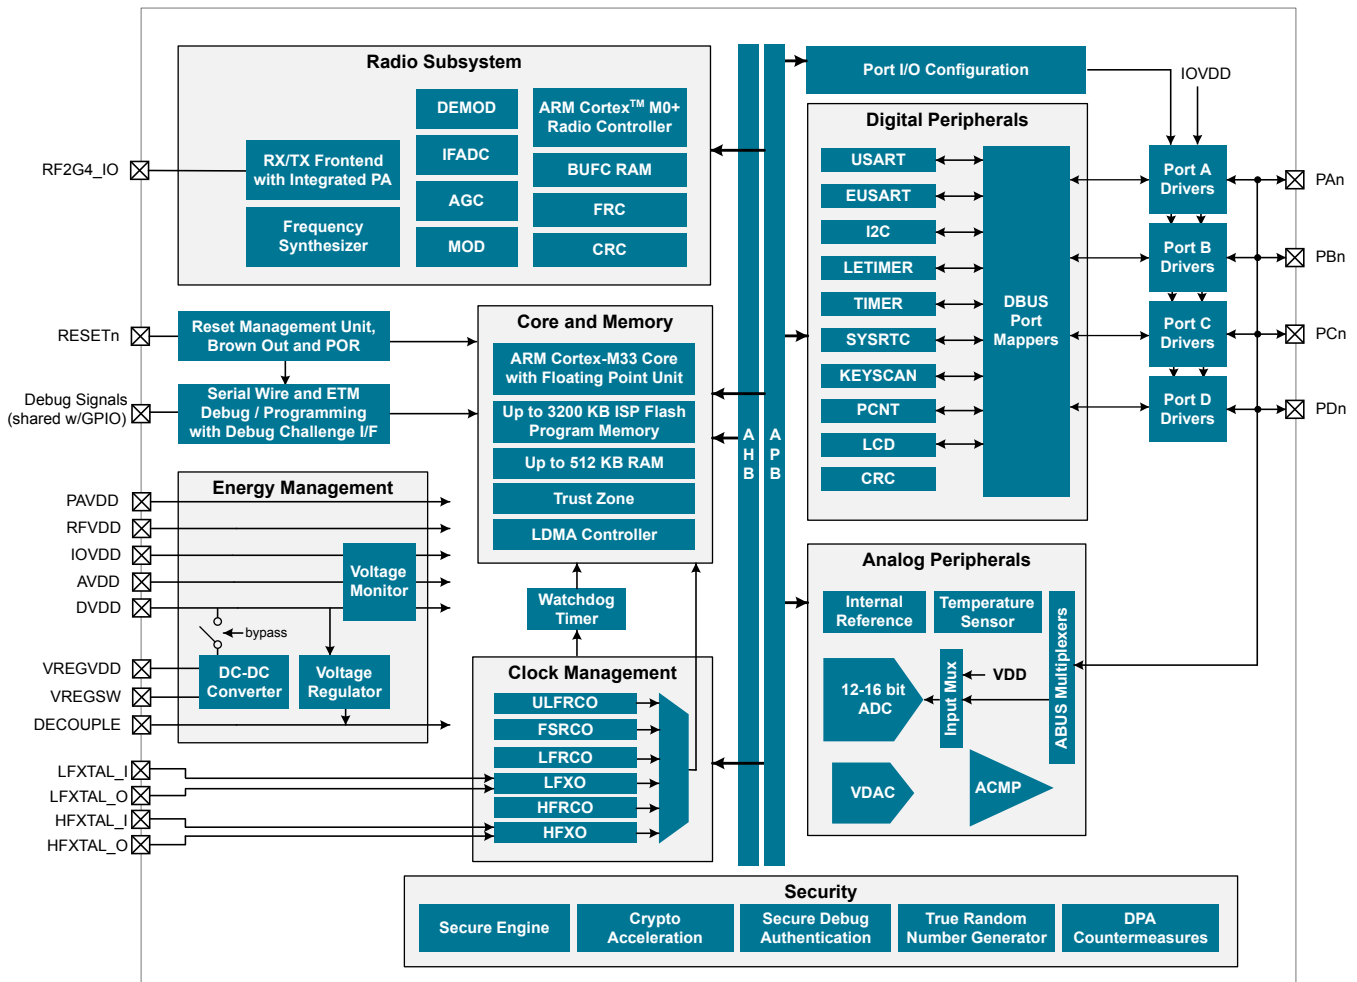 Radio Subsystem
DEMOD
IFADC
AGC
MOD
ARM Cortex™ M0+
Radio Controller
BUFC RAM
FRC
CRC
RX/TX Frontend
with Integrated PA
Frequency
Synthesizer
RF2G4_IO
RESETn
Debug Signals
(shared w/GPIO)
Reset Management Unit,
Brown Out and POR
Serial Wire and ETM
Debug / Programming
with Debug Challenge I/F
Core and Memory
ARM Cortex-M33 Core
with Floating Point Unit
Up to 3200 KB ISP Flash
Program Memory
Up to 512 KB RAM
Trust Zone
LDMA Controller
Watchdog
Timer
Energy Management
PAVDD
RFVDD
IOVDD
AVDD
DVDD
VREGVDD
VREGSW
DECOUPLE
Voltage
Monitor
bypass
DC-DC
Converter
Voltage
Regulator
Clock Management
ULFRCO
FSRCO
LFRCO
LFXO
HFRCO
HFXO
LFXTAL_I
LFXTAL_O
HFXTAL_I
HFXTAL_O
AHB
APB
Port I/O Configuration
IOVDD
Digital Peripherals
USART
EUSART
I2C
LETIMER
TIMER
SYSRTC
KEYSCAN
PCNT
LCD
CRC
DBUS
Port
Mappers
Port A
Drivers
Port B
Drivers
Port C
Drivers
Port D
Drivers
PAn
PBn
PCn
PDn
Analog Peripherals
Internal
Reference
Temperature
Sensor
12-16 bit
ADC
Input Mux
VDD
ABUS Multiplexers
VDAC
ACMP
Security
Secure Engine
Crypto
Acceleration
Secure Debug
Authentication
True Random
Number Generator
DPA
Countermeasures